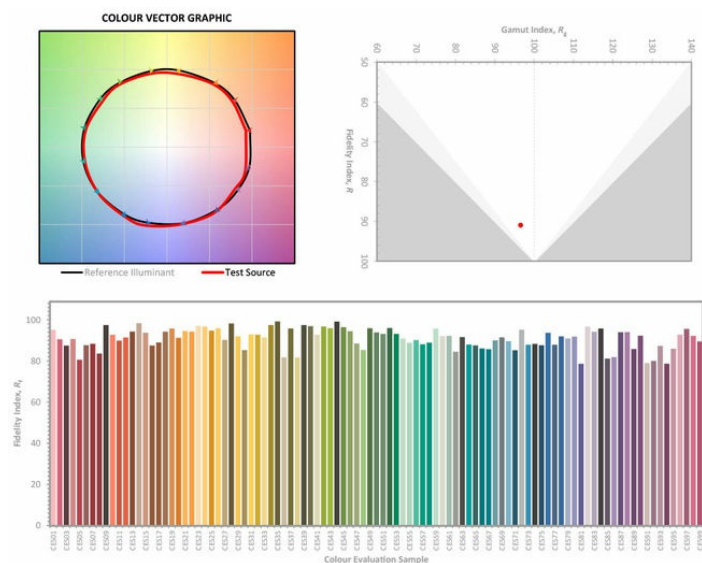 COLOUR VECTOR GRAPHIC
Reference Illuminant
Test Source
Gamut Index, Rg
60
70
80
90
100
110
120
130
140
Fidelity Index, R
50
60
70
80
90
100
Fidelity Index, Rf
100
80
60
40
20
0
CES01
CES03
CES05
CES07
CES09
CES11
CES13
CES15
CES17
CES19
CES21
CES23
CES25
CES27
CES29
CES31
CES33
CES35
CES37
CES39
CES41
CES43
CES45
CES47
CES49
CES51
CES53
CES55
CES57
CES59
CES61
CES63
CES65
CES67
CES69
CES71
CES73
CES75
CES77
CES79
CES81
CES83
CES85
CES87
CES89
CES91
CES93
CES95
CES97
CES99
Colour Evaluation Sample